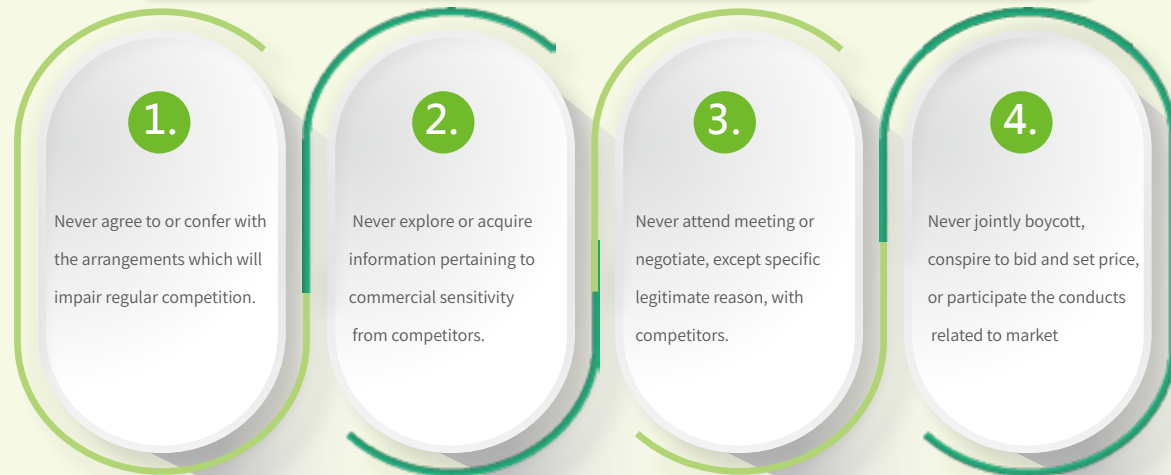 1.
Never agree to or confer with
the arrangements which will
impair regular competition.
2.
Never explore or acquire
information pertaining to
commercial sensitivity
from competitors.
3.
Never attend meeting or
negotiate, except specific
legitimate reason, with
competitors.
4.
Never jointly boycott,
conspire to bid and set price,
or participate the conducts
related to market